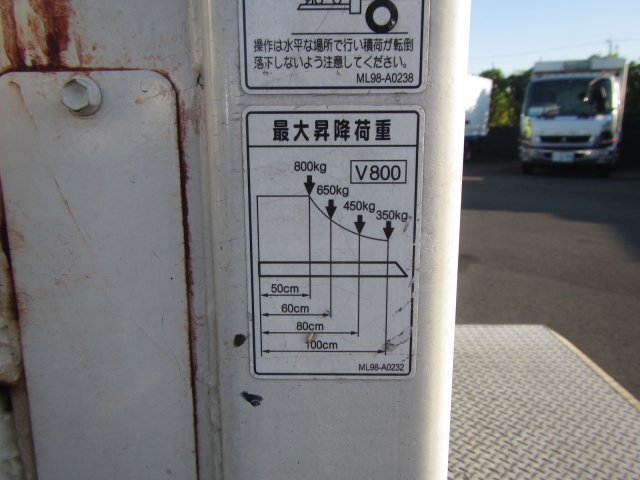 操作は水平な場所で行い積荷が転倒
落下しないよう注意してください。
ML98-A0238
最大昇降荷重
V800
800kg
650kg
450kg
350kg
50cm
60cm
80cm
100cm
ML98-A0232